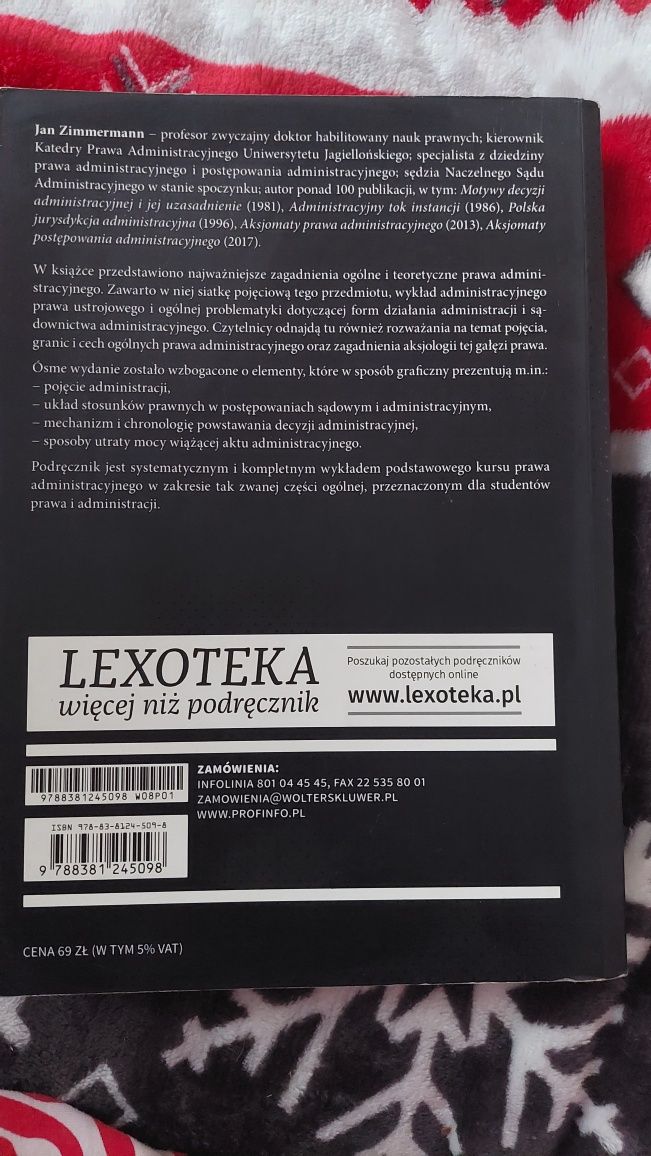 Jan Zimmermann – profesor zwyczajny doktor habilitowany nauk prawnych; kierownik
Katedry Prawa Administracyjnego Uniwersytetu Jagiellońskiego; specjalista z dziedziny
prawa administracyjnego i postępowania administracyjnego; sędzia Naczelnego Sądu
Administracyjnego w stanie spoczynku; autor ponad 100 publikacji, w tym: Motywy decyzji
administracyjnej i jej uzasadnienie (1981), Administracyjny tok instancji (1986), Polska
jurysdykcja administracyjna (1996), Aksjomaty prawa administracyjnego (2013), Aksjomaty
postępowania administracyjnego (2017).
W książce przedstawiono najważniejsze zagadnienia ogólne i teoretyczne prawa admini-
stracyjnego. Zawarto w niej siatkę pojęciową tego przedmiotu, wykład administracyjnego
prawa ustrojowego i ogólnej problematyki dotyczącej form działania administracji i są-
downictwa administracyjnego. Czytelnicy odnajdą tu również rozważania na temat pojęcia,
granic i cech ogólnych prawa administracyjnego oraz zagadnienia aksjologii tej gałęzi prawa.
Ósme wydanie zostało wzbogacone o elementy, które w sposób graficzny prezentują m.in.:
– pojęcie administracji,
– układ stosunków prawnych w postępowaniach sądowym i administracyjnym,
– mechanizm i chronologię powstawania decyzji administracyjnej,
– sposoby utraty mocy wiążącej aktu administracyjnego.
Podręcznik jest systematycznym i kompletnym wykładem podstawowego kursu prawa
administracyjnego w zakresie tak zwanej części ogólnej, przeznaczonym dla studentów
prawa i administracji.
LEXOTEKA
więcej niż podręcznik
Poszukaj pozostałych podręczników
dostępnych online
www.lexoteka.pl
9788381245098 W08P01
ZAMÓWIENIA:
INFOLINIA 801 04 45 45, FAX 22 535 80 01
ZAMOWIENIA@WOLTERSKLUWER.PL
WWW.PROFINFO.PL
ISBN 978-83-8124-509-8
9 788381 245098
CENA 69 ZŁ (W TYM 5% VAT)